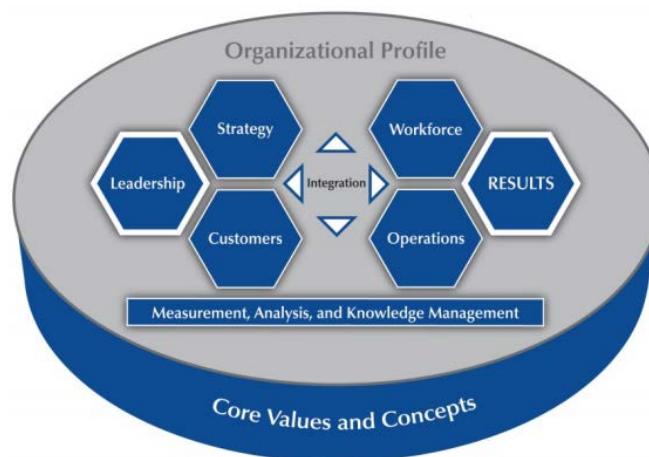 Organizational Profile
Strategy
Workforce
Leadership
Integration
RESULTS
Customers
Operations
Measurement, Analysis, and Knowledge Management
Core Values and Concepts